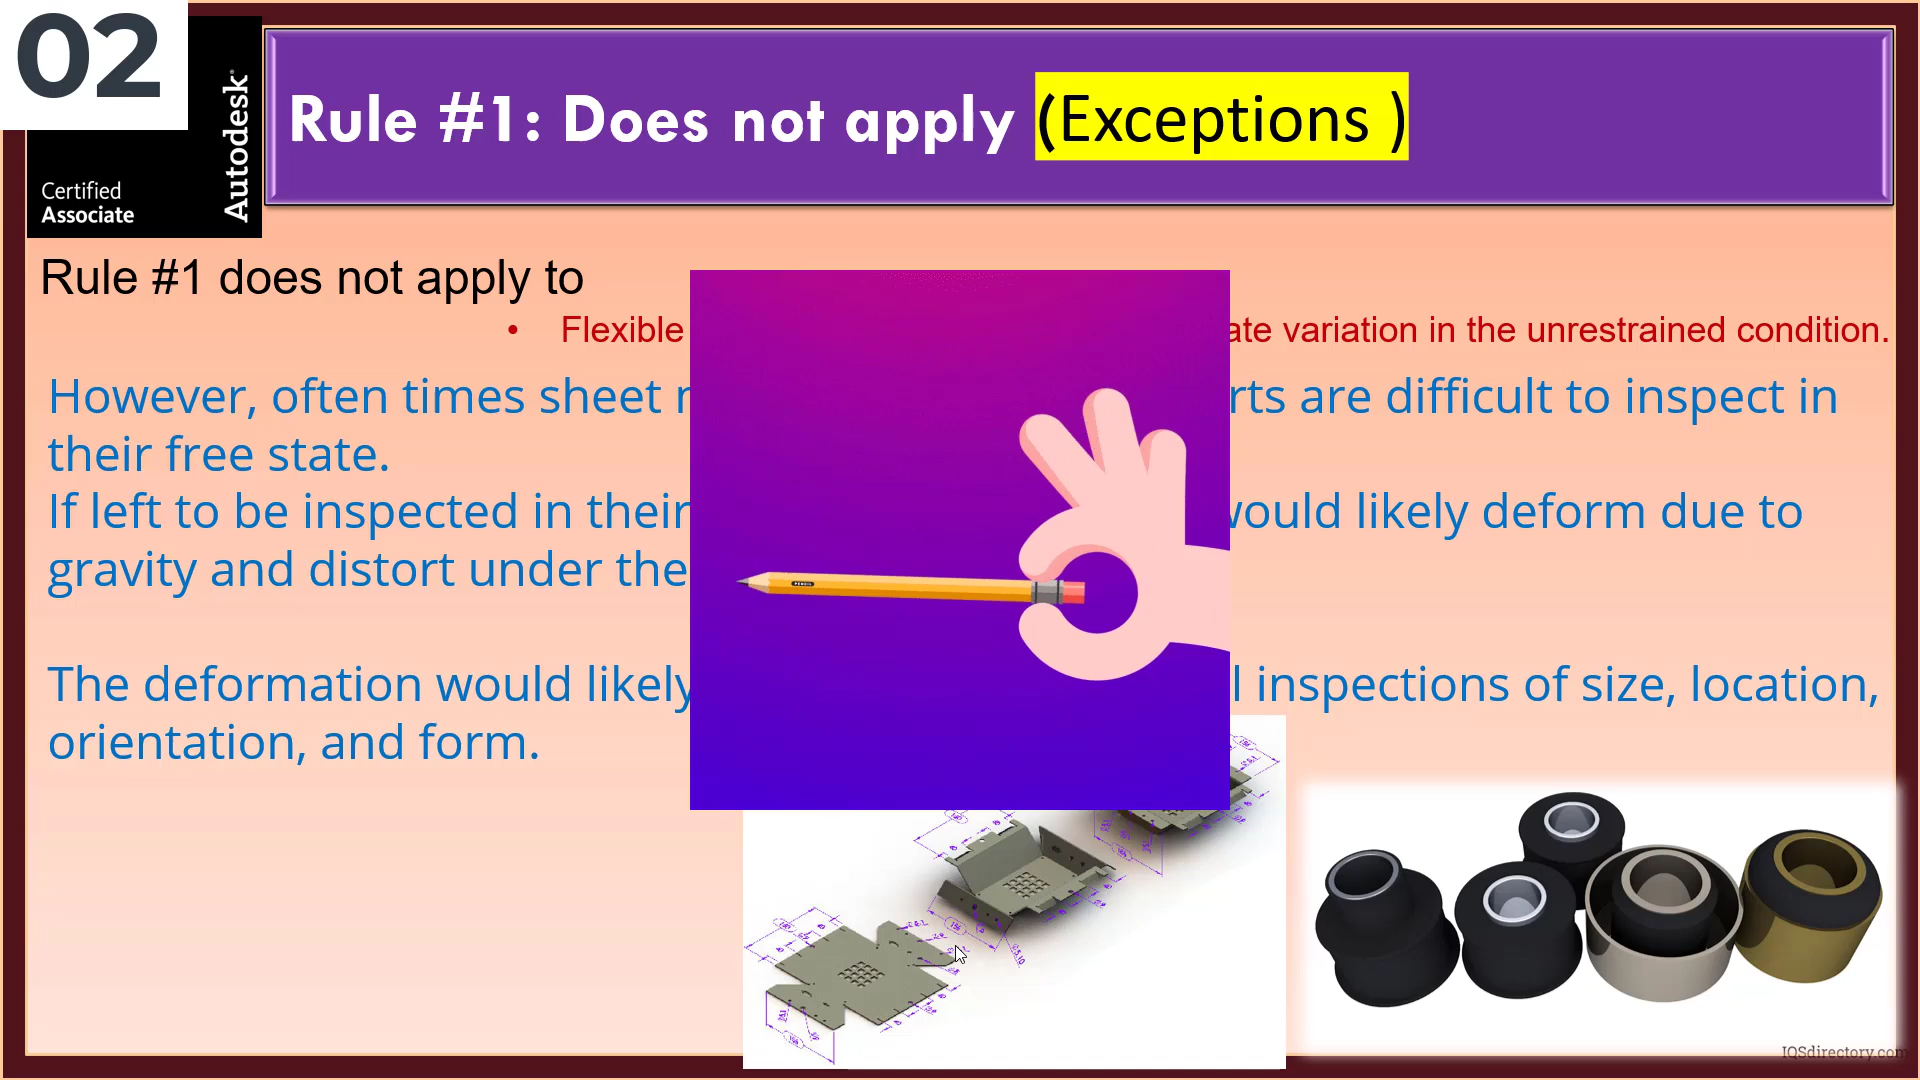 02
Autodesk
Certified
Associate
Rule #1: Does not apply (Exceptions )
Rule #1 does not apply to
• Flexible ate variation in the unrestrained condition.
However, often times sheet rts are difficult to inspect in
their free state.
If left to be inspected in their would likely deform due to
gravity and distort under the
The deformation would likely l inspections of size, location,
orientation, and form.
PENCIL
IQSdirectory.com